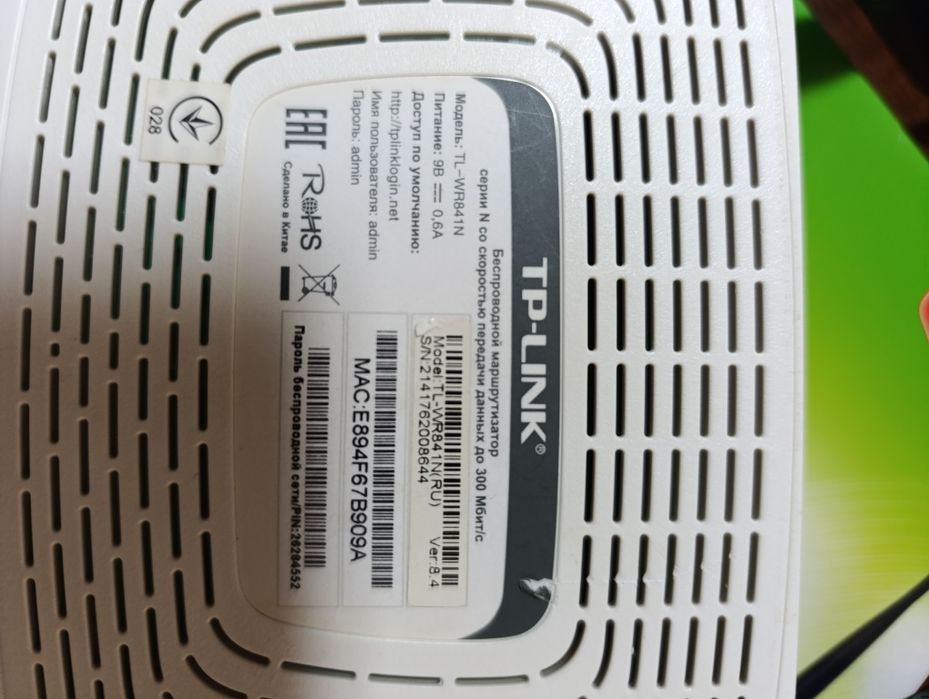 TP-LINK®
Беспроводной маршрутизатор
серии N со скоростью передачи данных до 300 Мбит/с
Модель: TL-WR841N
Питание: 9В 0,6А
Доступ по умолчанию:
http://tplinklogin.net
Имя пользователя: admin
Пароль: admin
Model:TL-WR841N(RU) Ver:8.4
S/N:2141762008644
MAC:E894F67B909A
Пароль беспроводной сети/PIN:26284552
EAC
RoHS
Сделано в Китае
028